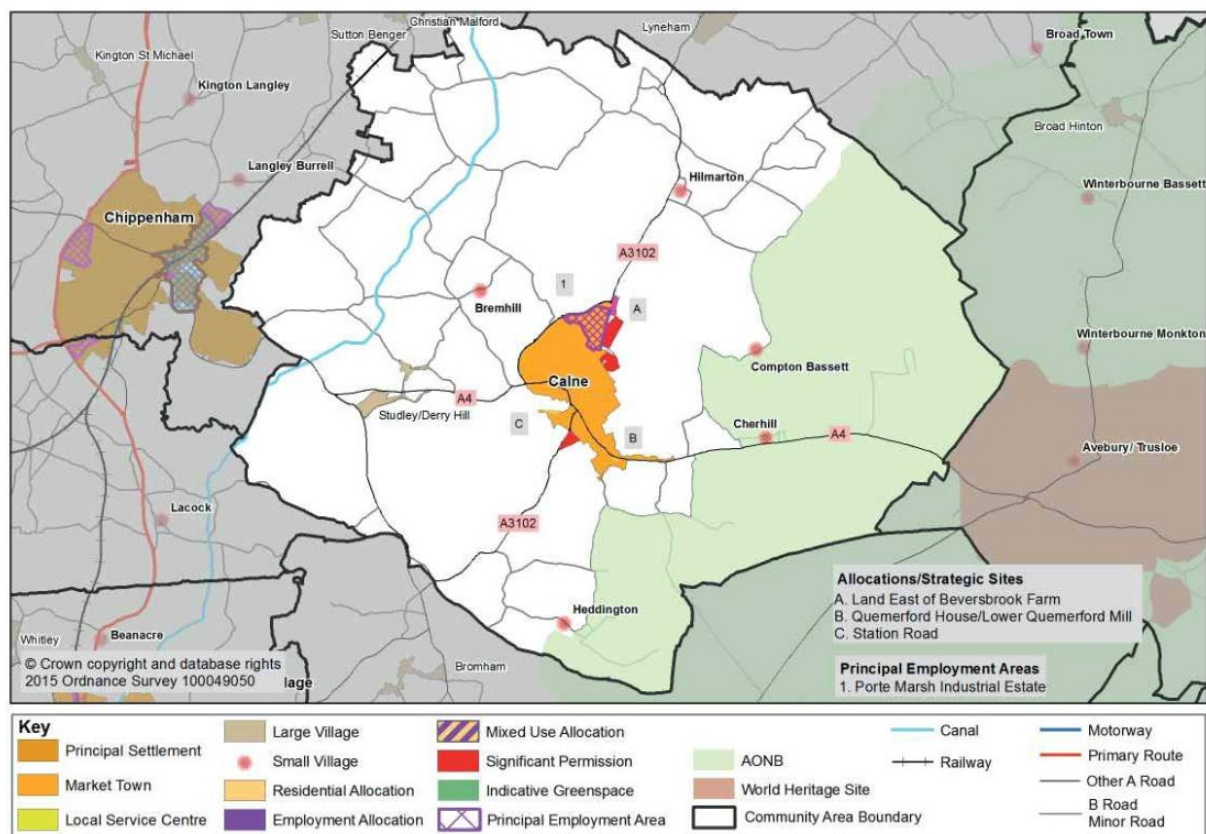 Christian Malford
Lyneham
Sutton Benger
Broad Town
Kington St Michael
Kington Langley
Broad Hinton
Langley Burrell
Hilmarton
Winterbourne Bassett
Chippenham
A3102
1
A
Bremhill
Winterbourne Monkton
Compton Bassett
Calne
A4
Studley/Derry Hill
C
B
Cherhill
A4
Avebury/ Trusloe
Lacock
A3102
Allocations/Strategic Sites
A. Land East of Beversbrook Farm
B. Quemerford House/Lower Quemerford Mill
C. Station Road
Heddington
Whitley
Beanacre
Bromham
© Crown copyright and database rights
2015 Ordnance Survey 100049050
lage
Principal Employment Areas
1. Porte Marsh Industrial Estate
Key
Principal Settlement
Market Town
Local Service Centre
Large Village
Small Village
Residential Allocation
Employment Allocation
Mixed Use Allocation
Significant Permission
Indicative Greenspace
Principal Employment Area
AONB
World Heritage Site
Community Area Boundary
Canal
Railway
Motorway
Primary Route
Other A Road
B Road
Minor Road